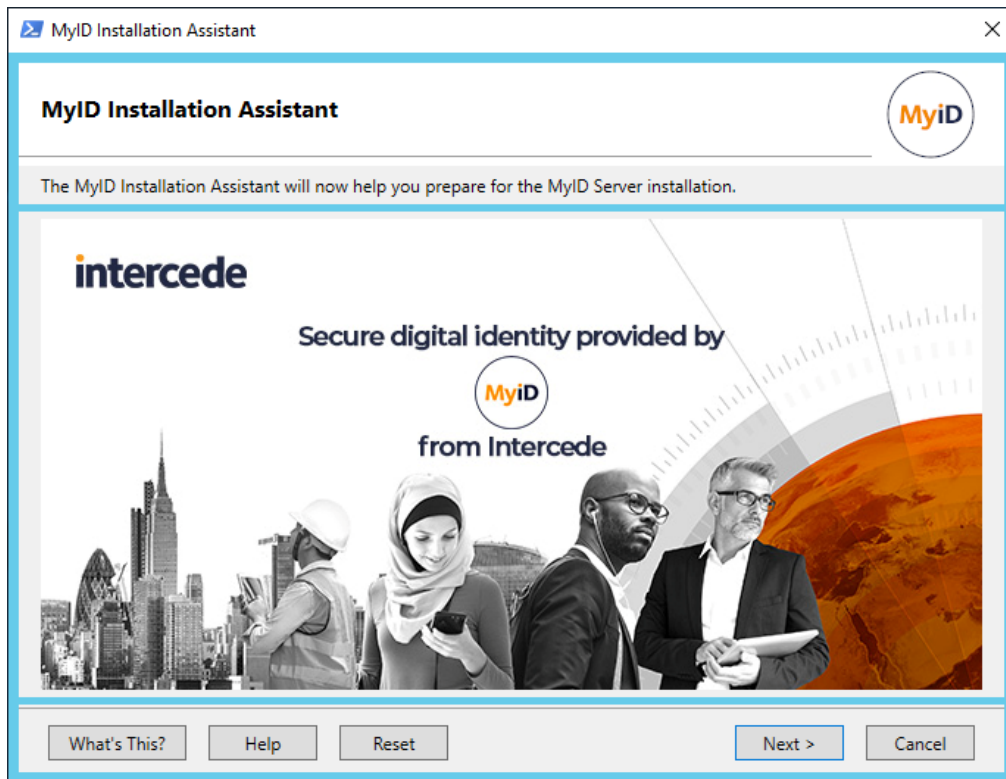 MyID Installation Assistant
MyID Installation Assistant
MyiD
The MyID Installation Assistant will now help you prepare for the MyID Server installation.
intercede
Secure digital identity provided by
MyiD
from Intercede
What's This?
Help
Reset
Next >
Cancel